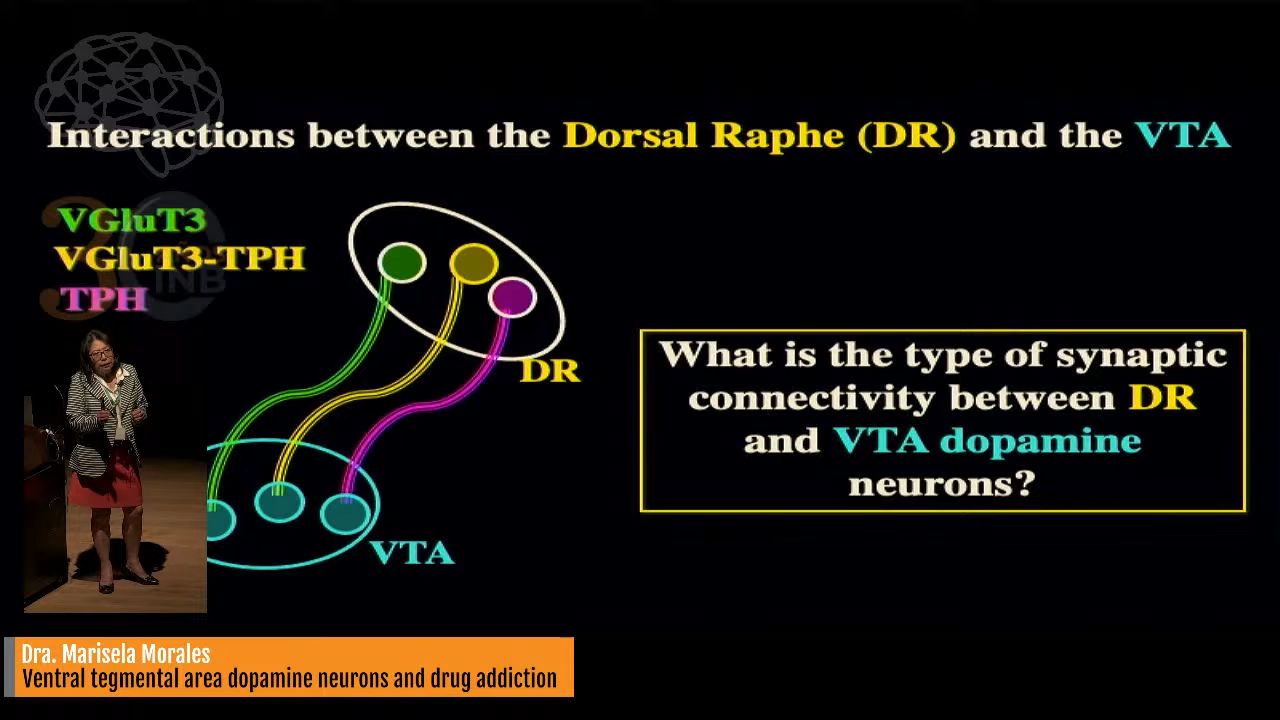 Interactions between the Dorsal Raphe (DR) and the VTA
VGluT3
VGluT3-TPH
TPH
DR
VTA
What is the type of synaptic
connectivity between DR
and VTA dopamine
neurons?
Dra. Marisela Morales
Ventral tegmental area dopamine neurons and drug addiction